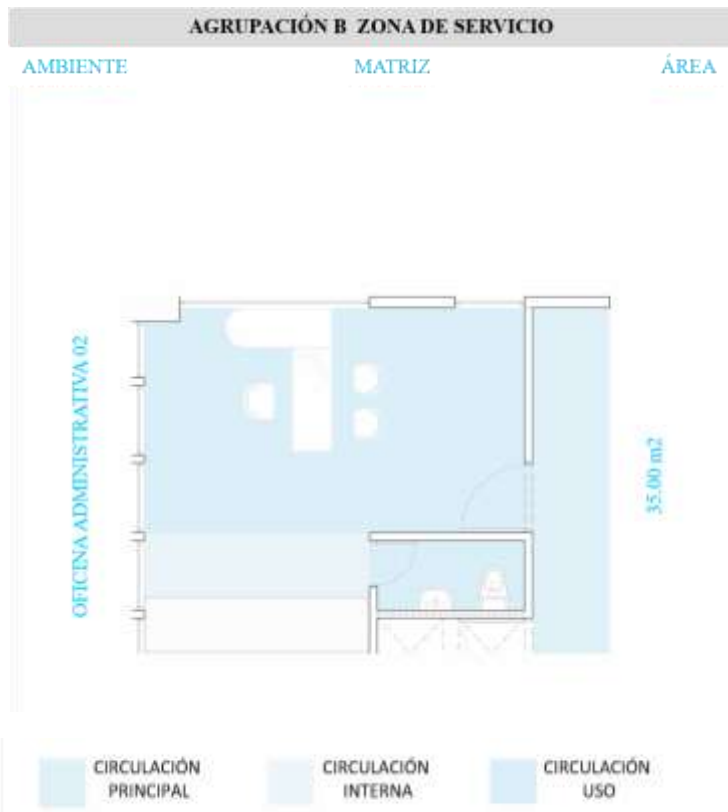 AGRUPACIÓN B ZONA DE SERVICIO
AMBIENTE MATRIZ ÁREA
OFICINA ADMINISTRATIVA 02
35.00 m2
CIRCULACIÓN
PRINCIPAL
CIRCULACIÓN
INTERNA
CIRCULACIÓN
USO